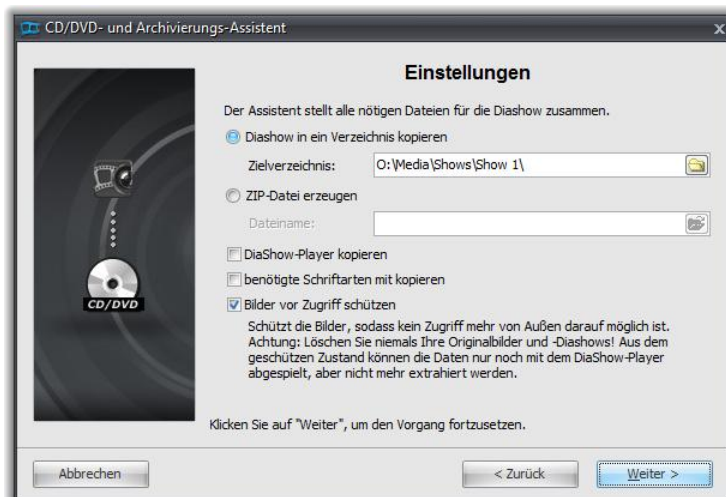 CD/DVD- und Archivierungs-Assistent
Einstellungen
Der Assistent stellt alle nötigen Dateien für die Diashow zusammen.
Diashow in ein Verzeichnis kopieren
Zielverzeichnis: O:\Media\Shows\Show 1\
ZIP-Datei erzeugen
Dateiname:
DiaShow-Player kopieren
benötigte Schriftarten mit kopieren
Bilder vor Zugriff schützen
Schützt die Bilder, sodass kein Zugriff mehr von Außen darauf möglich ist.
Achtung: Löschen Sie niemals Ihre Originalbilder und -Diashows! Aus dem
geschützen Zustand können die Daten nur noch mit dem DiaShow-Player
abgespielt, aber nicht mehr extrahiert werden.
CD/DVD
Klicken Sie auf "Weiter", um den Vorgang fortzusetzen.
Abbrechen < Zurück Weiter >